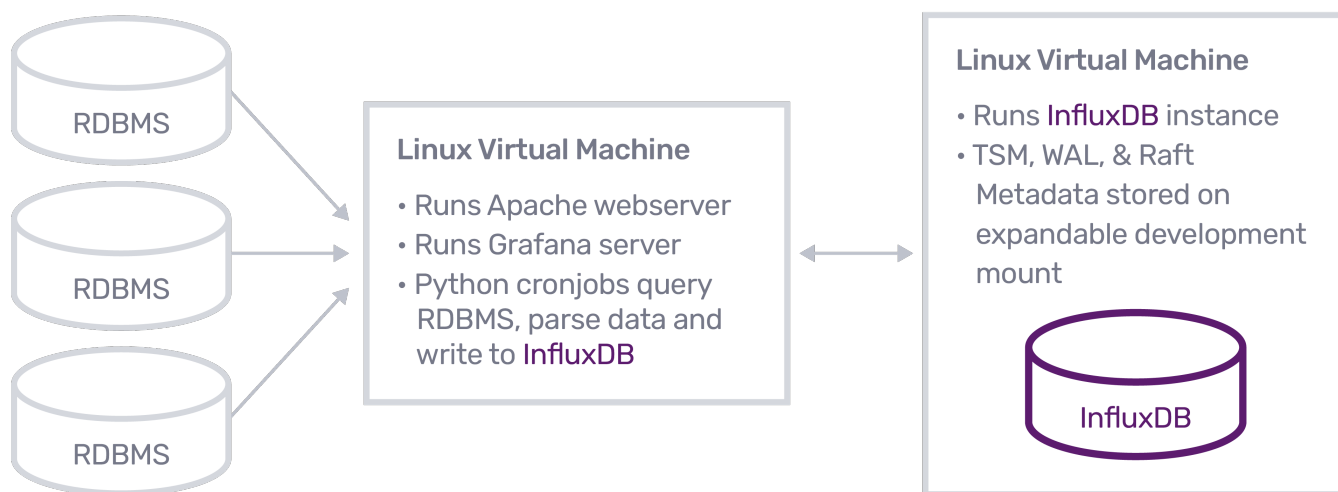 RDBMS
RDBMS
RDBMS
Linux Virtual Machine
• Runs Apache webserver
• Runs Grafana server
• Python cronjobs query
RDBMS, parse data and
write to InfluxDB
Linux Virtual Machine
• Runs InfluxDB instance
• TSM, WAL, & Raft
Metadata stored on
expandable development
mount
InfluxDB